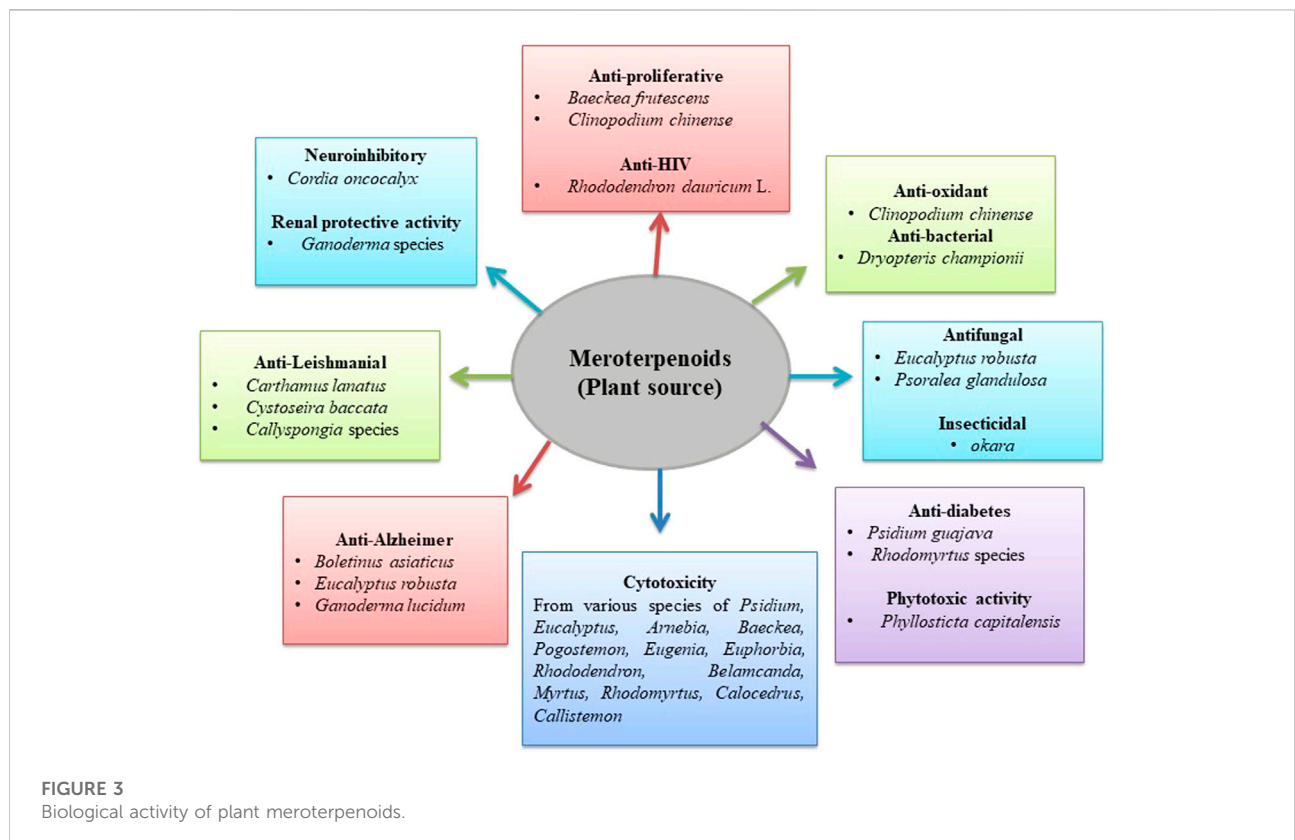 Anti-proliferative
• Baeckea frutescens
• Clinopodium chinense
Anti-HIV
• Rhododendron dauricum L.
Neuroinhibitory
• Cordia oncocalyx
Renal protective activity
• Ganoderma species
Anti-oxidant
• Clinopodium chinense
Anti-bacterial
• Dryopteris championii
Meroterpenoids
(Plant source)
Anti-Leishmanial
• Carthamus lanatus
• Cystoseira baccata
• Callyspongia species
Antifungal
• Eucalyptus robusta
• Psoralea glandulosa
Insecticidal
• okara
Anti-Alzheimer
• Boletinus asiaticus
• Eucalyptus robusta
• Ganoderma lucidum
Cytotoxicity
From various species of Psidium,
Eucalyptus, Arnebia, Baeckea,
Pogostemon, Eugenia, Euphorbia,
Rhododendron, Belamcanda,
Myrtus, Rhodomyrtus, Calocedrus,
Callistemon
Anti-diabetes
• Psidium guajava
• Rhodomyrtus species
Phytotoxic activity
• Phyllosticta capitalensis
FIGURE 3
Biological activity of plant meroterpenoids.